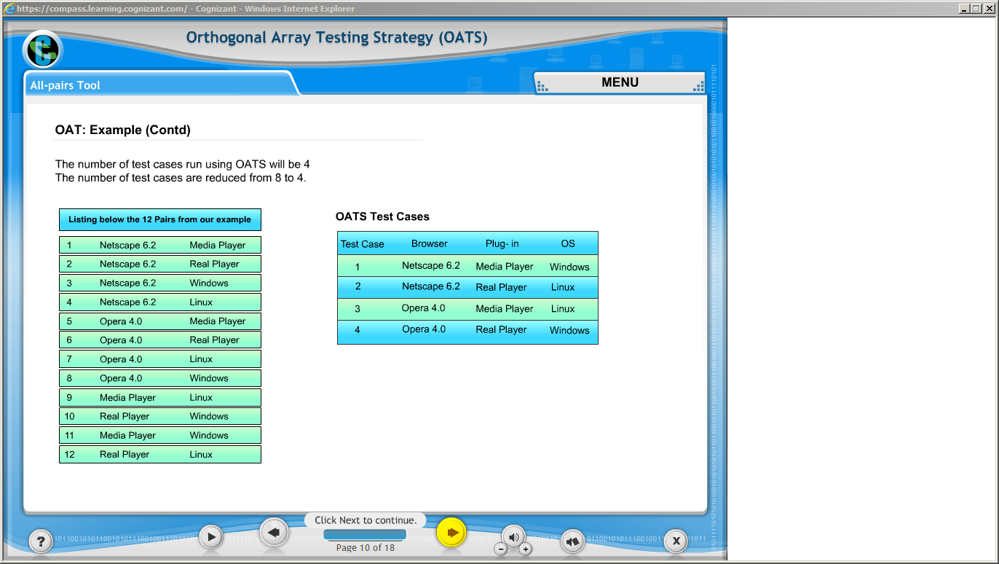 https://compass.learning.cognizant.com/ - Cognizant - Windows Internet Explorer
Orthogonal Array Testing Strategy (OATS)
All-pairs Tool
MENU
OAT: Example (Contd)
The number of test cases run using OATS will be 4
The number of test cases are reduced from 8 to 4.
Listing below the 12 Pairs from our example
1 Netscape 6.2 Media Player
2 Netscape 6.2 Real Player
3 Netscape 6.2 Windows
4 Netscape 6.2 Linux
5 Opera 4.0 Media Player
6 Opera 4.0 Real Player
7 Opera 4.0 Linux
8 Opera 4.0 Windows
9 Media Player Linux
10 Real Player Windows
11 Media Player Windows
12 Real Player Linux
OATS Test Cases
Test Case Browser Plug- in OS
1 Netscape 6.2 Media Player Windows
2 Netscape 6.2 Real Player Linux
3 Opera 4.0 Media Player Linux
4 Opera 4.0 Real Player Windows
Click Next to continue.
Page 10 of 18